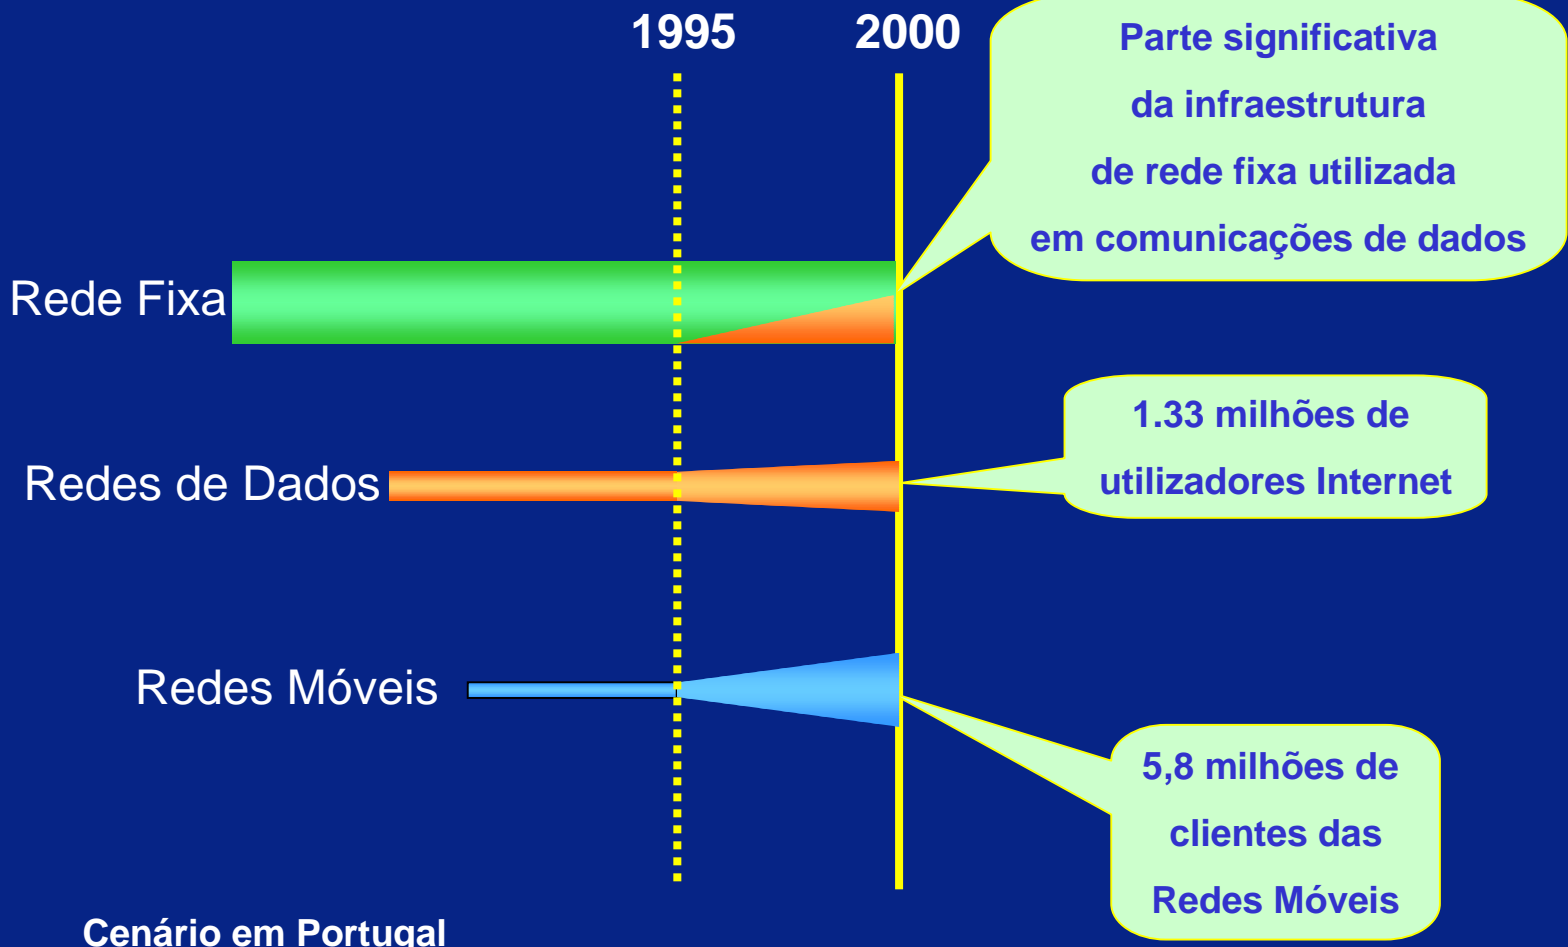 1995
2000
Parte significativa
da infraestrutura
de rede fixa utilizada
em comunicações de dados
Rede Fixa
1.33 milhões de
utilizadores Internet
Redes de Dados
Redes Móveis
5,8 milhões de
clientes das
Redes Móveis
Cenário em Portugal